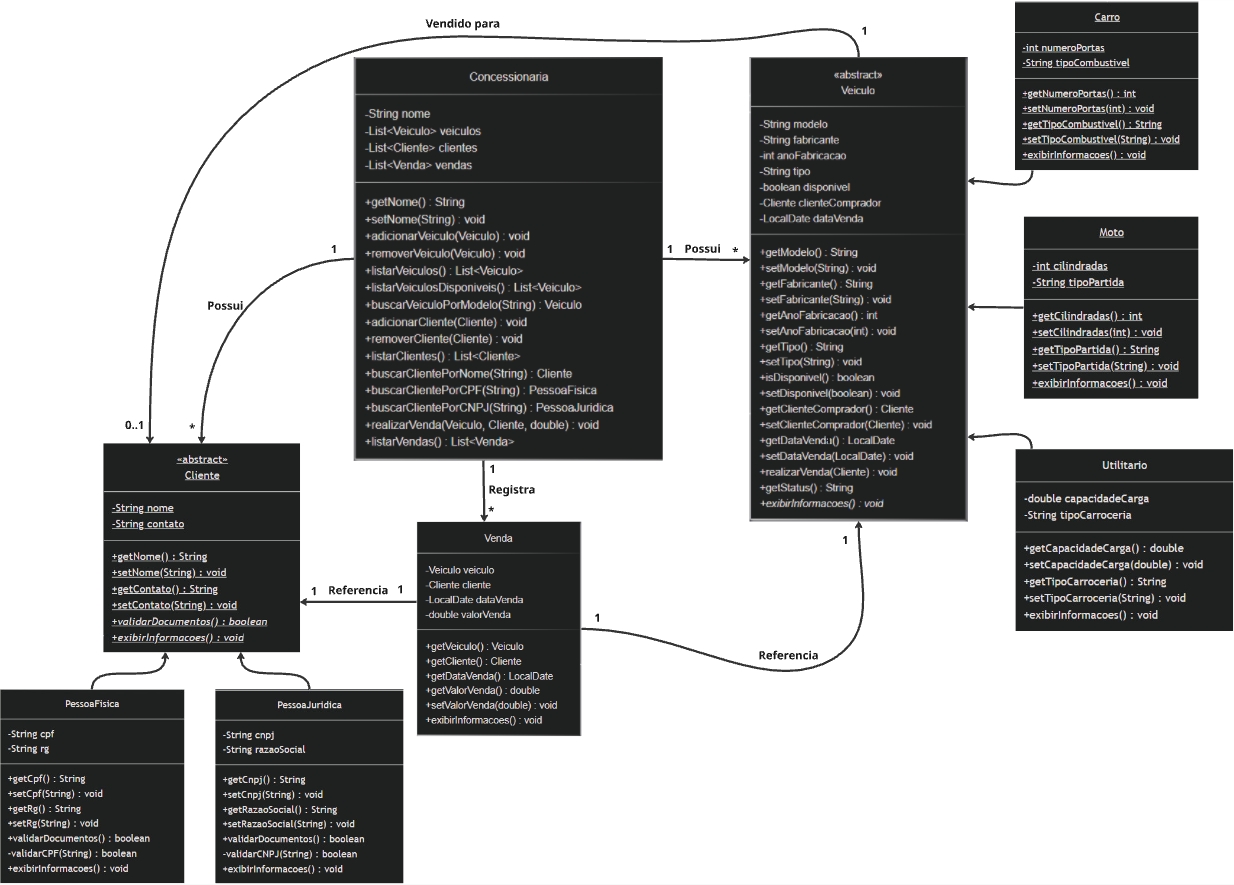 Vendido para
1
Concessionaria
-String nome
-List<Veiculo> veiculos
-List<Cliente> clientes
-List<Venda> vendas
+getNome() : String
+setNome(String) : void
+adicionarVeiculo(Veiculo) : void
+removerVeiculo(Veiculo) : void
+listarVeiculos() : List<Veiculo>
+listarVeiculosDisponiveis() : List<Veiculo>
+buscarVeiculoPorModelo(String) : Veiculo
+adicionarCliente(Cliente) : void
+removerCliente(Cliente) : void
+listarClientes() : List<Cliente>
+buscarClientePorNome(String) : Cliente
+buscarClientePorCPF(String) : PessoaFisica
+buscarClientePorCNPJ(String) : PessoaJuridica
+realizarVenda(Veiculo, Cliente, double) : void
+listarVendas() : List<Venda>
«abstract»
Veiculo
-String modelo
-String fabricante
-int anoFabricacao
-String tipo
-boolean disponivel
-Cliente clienteComprador
-LocalDate dataVenda
+getModelo() : String
+setModelo(String) : void
+getFabricante() : String
+setFabricante(String) : void
+getAnoFabricacao() : int
+setAnoFabricacao(int) : void
+getTipo() : String
+setTipo(String) : void
+isDisponivel() : boolean
+setDisponivel(boolean) : void
+getClienteComprador() : Cliente
+setClienteComprador(Cliente) : void
+getDataVenda() : LocalDate
+setDataVenda(LocalDate) : void
+realizarVenda(Cliente) : void
+getStatus() : String
+exibirInformacoes() : void
Carro
-int numeroPortas
-String tipoCombustivel
+getNumeroPortas() : int
+setNumeroPortas(int) : void
+getTipoCombustivel() : String
+setTipoCombustivel(String) : void
+exibirInformacoes() : void
Moto
-int cilindradas
-String tipoPartida
+getCilindradas() : int
+setCilindradas(int) : void
+getTipoPartida() : String
+setTipoPartida(String) : void
+exibirInformacoes() : void
Utilitario
-double capacidadeCarga
-String tipoCarroceria
+getCapacidadeCarga() : double
+setCapacidadeCarga(double) : void
+getTipoCarroceria() : String
+setTipoCarroceria(String) : void
+exibirInformacoes() : void
1 Possui *
1
Possui
0..1
*
1
Registra
*
«abstract»
Cliente
-String nome
-String contato
+getNome() : String
+setNome(String) : void
+getContato() : String
+setContato(String) : void
+validarDocumentos() : boolean
+exibirInformacoes() : void
1 Referencia 1
Venda
-Veiculo veiculo
-Cliente cliente
-LocalDate dataVenda
-double valorVenda
+getVeiculo() : Veiculo
+getCliente() : Cliente
+getDataVenda() : LocalDate
+getValorVenda() : double
+setValorVenda(double) : void
+exibirInformacoes() : void
1
Referencia
1
PessoaFisica
-String cpf
-String rg
+getCpf() : String
+setCpf(String) : void
+getRg() : String
+setRg(String) : void
+validarDocumentos() : boolean
-validarCPF(String) : boolean
+exibirInformacoes() : void
PessoaJuridica
-String cnpj
-String razaoSocial
+getCnpj() : String
+setCnpj(String) : void
+getRazaoSocial() : String
+setRazaoSocial(String) : void
+validarDocumentos() : boolean
-validarCNPJ(String) : boolean
+exibirInformacoes() : void